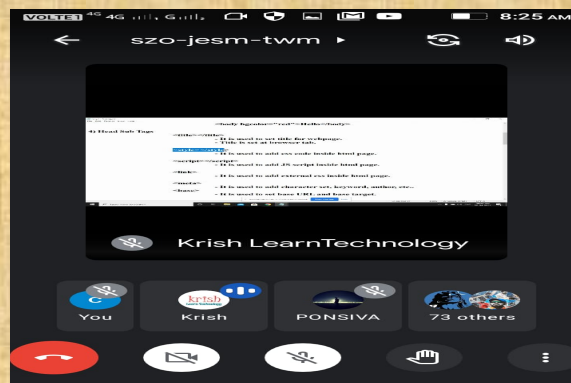 VOLTE1 4G 4G G 8:25 AM
szo-jesm-twm
<body bgcolor="red">Hello</body>
4) Head Sub Tags
<title></title>
- It is used to set title for webpage.
- Title is set at browser tab.
<style></style>
- It is used to add css code inside html page.
<script></script>
- It is used to add JS script inside html page.
<link>
- It is used to add external css inside html page.
<meta>
- It is used to add character set, keyword, author, etc..
<base>
- It is used to set base URL and base target.
Krish LearnTechnology
C
krish
You
Krish
PONSIVA
73 others